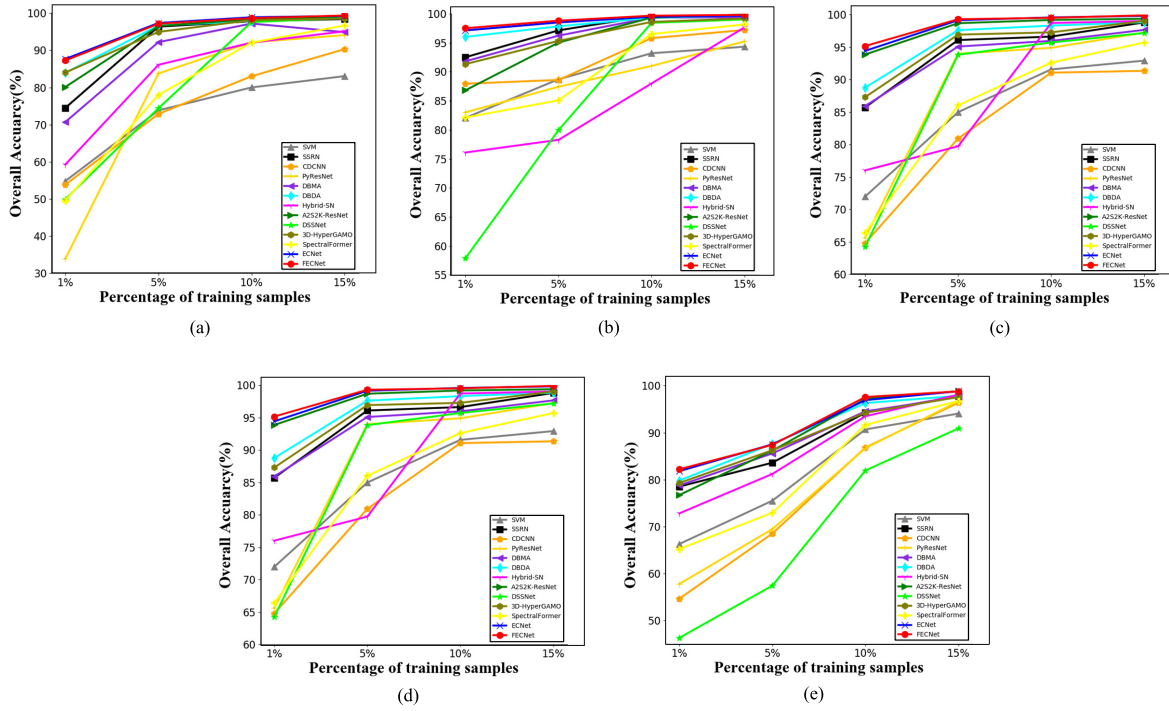 Overall Accuarcy(%)
100
90
80
70
60
50
40
30
1%
5%
10%
15%
Percentage of training samples
SVM
SSRN
CDCNN
PyResNet
DBMA
DBDA
Hybrid-SN
A2S2K-ResNet
DSSNet
3D-HyperGAMO
SpectralFormer
ECNet
FECNet
(a)
Overall Accuarcy(%)
100
95
90
85
80
75
70
65
60
55
1%
5%
10%
15%
Percentage of training samples
SVM
SSRN
CDCNN
PyResNet
DBMA
DBDA
Hybrid-SN
A2S2K-ResNet
DSSNet
3D-HyperGAMO
SpectralFormer
ECNet
FECNet
(b)
Overall Accuarcy(%)
100
95
90
85
80
75
70
65
60
1%
5%
10%
15%
Percentage of training samples
SVM
SSRN
CDCNN
PyResNet
DBMA
DBDA
Hybrid-SN
A2S2K-ResNet
DSSNet
3D-HyperGAMO
SpectralFormer
ECNet
FECNet
(c)
Overall Accuarcy(%)
100
95
90
85
80
75
70
65
60
1%
5%
10%
15%
Percentage of training samples
SVM
SSRN
CDCNN
PyResNet
DBMA
DBDA
Hybrid-SN
A2S2K-ResNet
DSSNet
3D-HyperGAMO
SpectralFormer
ECNet
FECNet
(d)
Overall Accuarcy(%)
100
90
80
70
60
50
1%
5%
10%
15%
Percentage of training samples
SVM
SSRN
CDCNN
PyResNet
DBMA
DBDA
Hybrid-SN
A2S2K-ResNet
DSSNet
3D-HyperGAMO
SpectralFormer
ECNet
FECNet
(e)